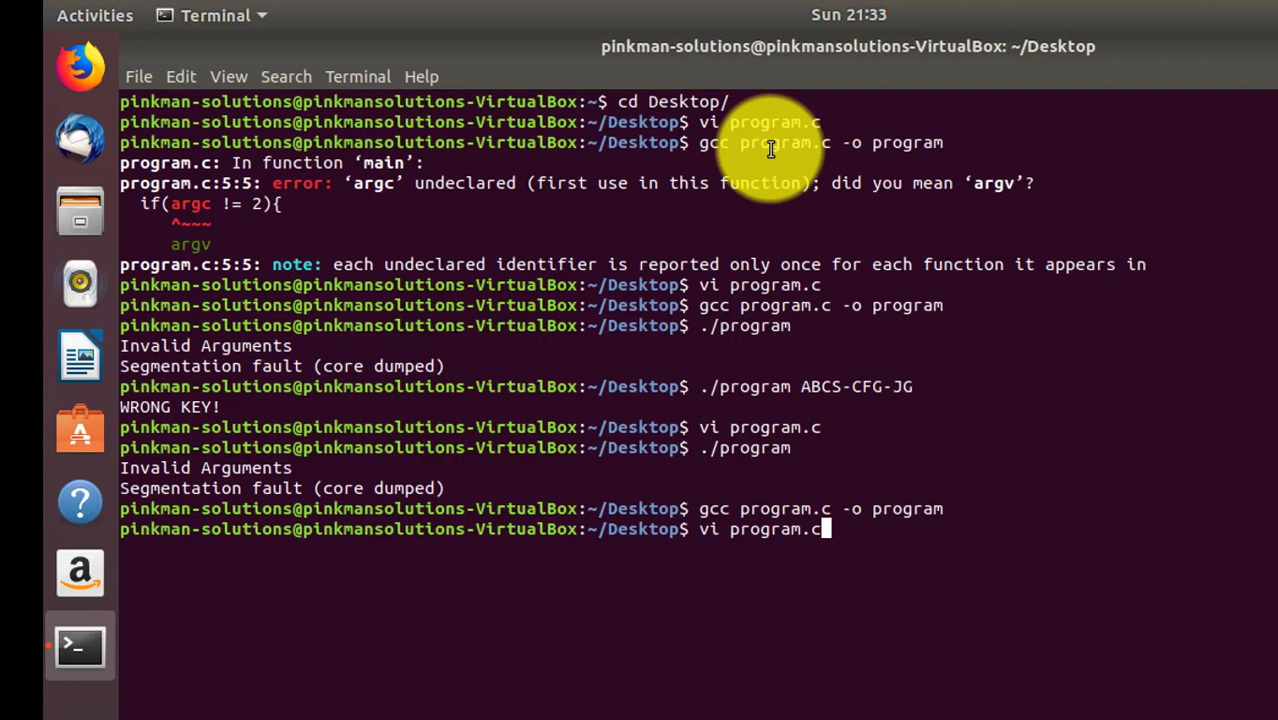 Activities Terminal Sun 21:33
pinkman-solutions@pinkmansolutions-VirtualBox: ~/Desktop
File Edit View Search Terminal Help
pinkman-solutions@pinkmansolutions-VirtualBox:~$ cd Desktop/
pinkman-solutions@pinkmansolutions-VirtualBox:~/Desktop$ vi program.c
pinkman-solutions@pinkmansolutions-VirtualBox:~/Desktop$ gcc program.c -o program
program.c: In function ‘main’:
program.c:5:5: error: ‘argc’ undeclared (first use in this function); did you mean ‘argv’?
if(argc != 2){
^~~~
argv
program.c:5:5: note: each undeclared identifier is reported only once for each function it appears in
pinkman-solutions@pinkmansolutions-VirtualBox:~/Desktop$ vi program.c
pinkman-solutions@pinkmansolutions-VirtualBox:~/Desktop$ gcc program.c -o program
pinkman-solutions@pinkmansolutions-VirtualBox:~/Desktop$ ./program
Invalid Arguments
Segmentation fault (core dumped)
pinkman-solutions@pinkmansolutions-VirtualBox:~/Desktop$ ./program ABCS-CFG-JG
WRONG KEY!
pinkman-solutions@pinkmansolutions-VirtualBox:~/Desktop$ vi program.c
pinkman-solutions@pinkmansolutions-VirtualBox:~/Desktop$ ./program
Invalid Arguments
Segmentation fault (core dumped)
pinkman-solutions@pinkmansolutions-VirtualBox:~/Desktop$ gcc program.c -o program
pinkman-solutions@pinkmansolutions-VirtualBox:~/Desktop$ vi program.c